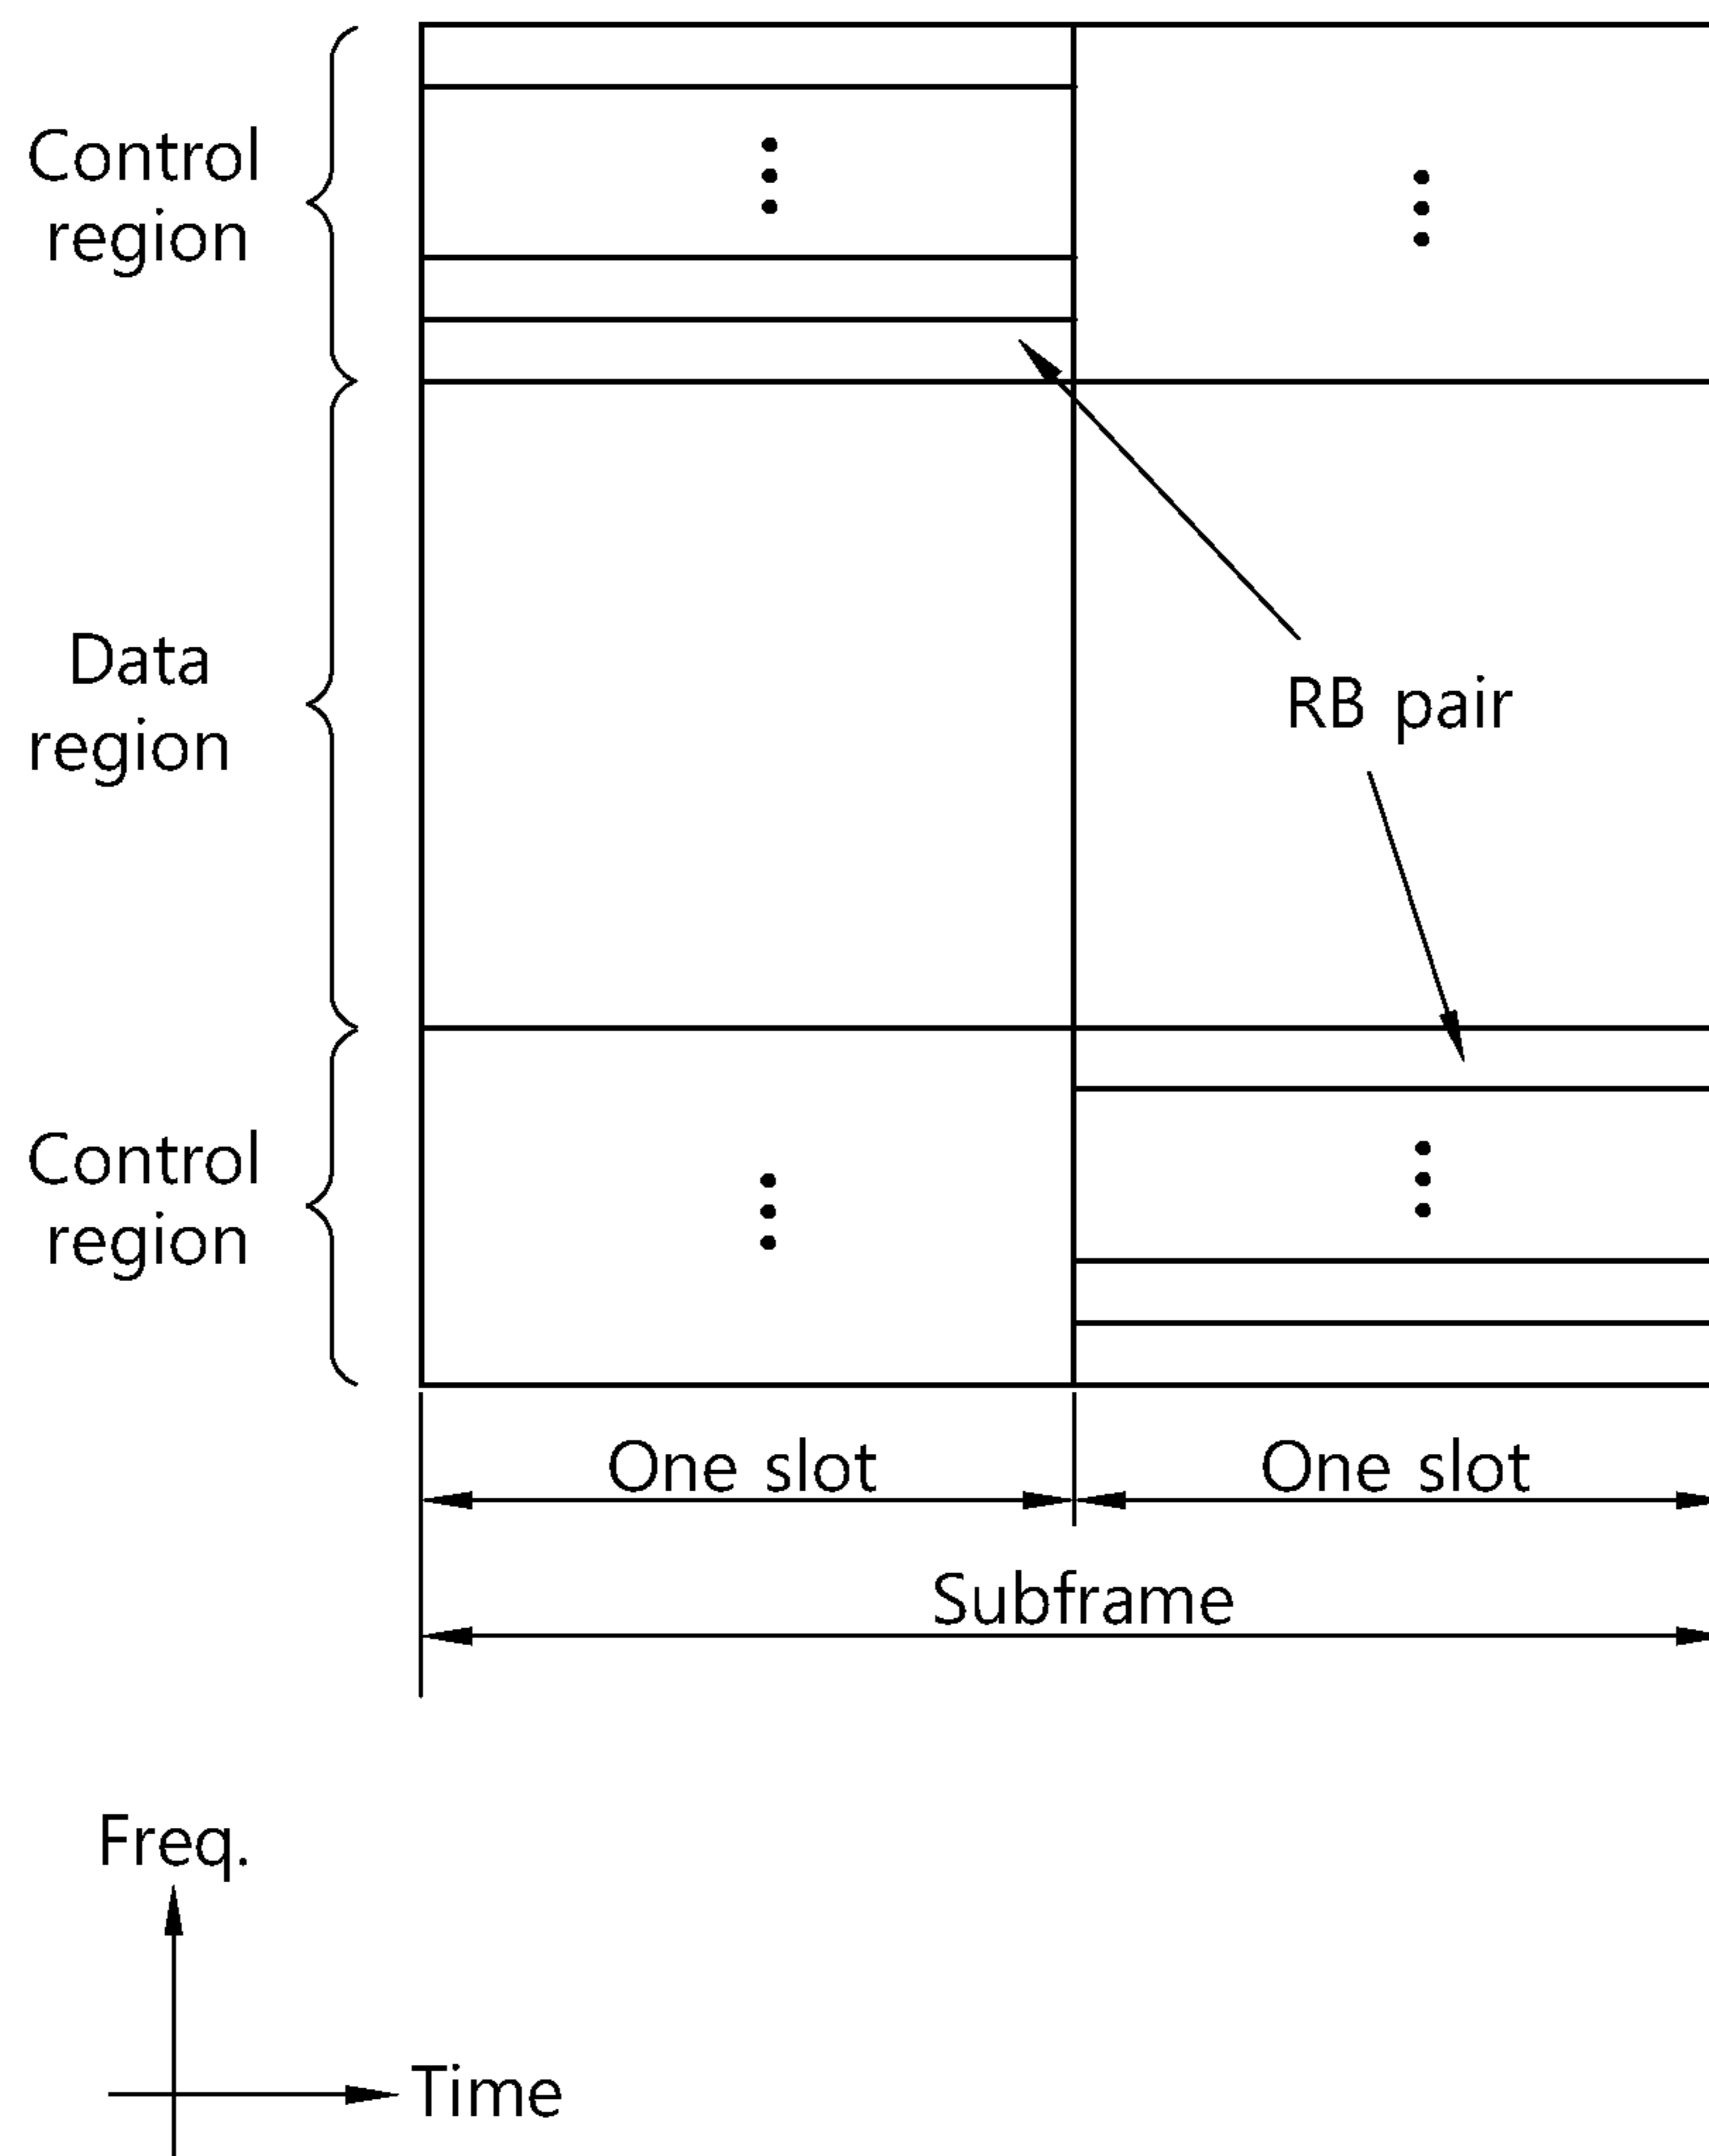 Control
region
Data
region
RB pair
Control
region
One slot
One slot
Subframe
Freq.
Time